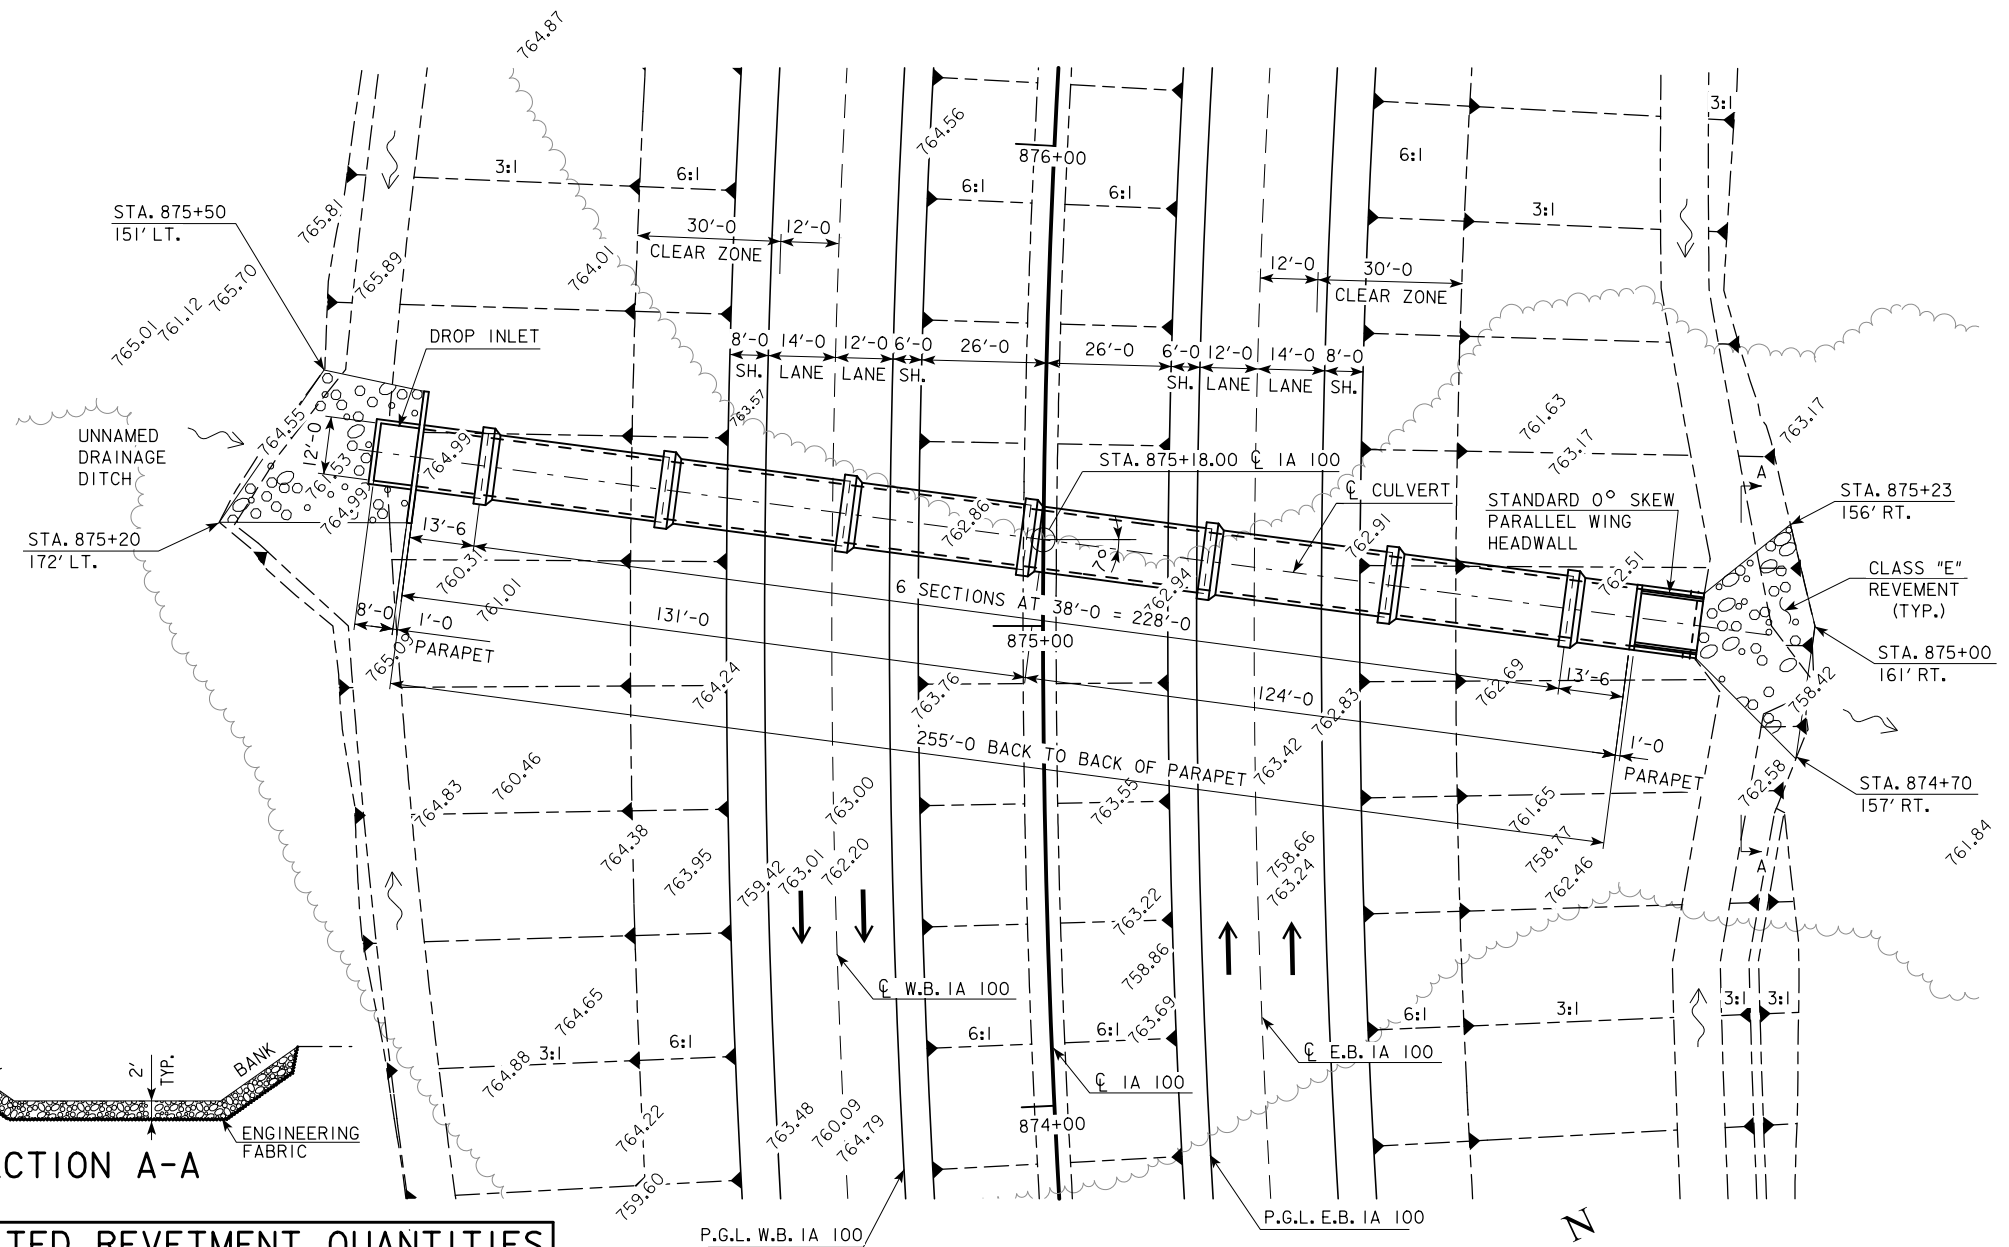 764.87
764.56
876+00
3:1
3:1
6:1
6:1
6:1
6:1
3:1
STA. 875+50
151' LT.
765.81
765.89
764.01
765.70
761.12
765.01
30'-0
12'-0
CLEAR ZONE
12'-0
30'-0
CLEAR ZONE
DROP INLET
8'-0
14'-0
12'-0
6'-0
26'-0
26'-0
6'-0
12'-0
14'-0
8'-0
SH.
LANE
LANE
SH.
SH.
LANE
LANE
SH.
763.57
761.63
763.17
763.17
UNNAMED
DRAINAGE
DITCH
764.55
12'-0
761.53
764.99
764.99
STA. 875+18.00 ℄ IA 100
℄ CULVERT
STANDARD 0° SKEW
PARALLEL WING
HEADWALL
A
STA. 875+23
156' RT.
STA. 875+20
172' LT.
13'-6
762.86
7°
762.91
762.51
CLASS "E"
REVEMENT
(TYP.)
760.31
761.01
762.94
6 SECTIONS AT 38'-0 = 228'-0
8'-0
1'-0
PARAPET
131'-0
875+00
STA. 875+00
161' RT.
765.09
764.24
763.76
124'-0
762.83
762.69
13'-6
758.42
255'-0 BACK TO BACK OF PARAPET
763.42
1'-0
PARAPET
STA. 874+70
157' RT.
760.46
764.83
763.00
763.55
761.65
762.58
764.38
763.95
759.42
763.01
762.20
758.66
763.24
758.77
762.46
A
761.84
763.22
758.86
763.69
℄ W.B. IA 100
764.65
764.88
3:1
6:1
6:1
6:1
6:1
3:1
3:1
3:1
℄ E.B. IA 100
℄ IA 100
874+00
2'
TYP.
BANK
ENGINEERING
FABRIC
CTION A-A
764.22
759.60
763.48
760.09
764.79
P.G.L. W.B. IA 100
P.G.L. E.B. IA 100
N
TED REVETMENT QUANTITIES